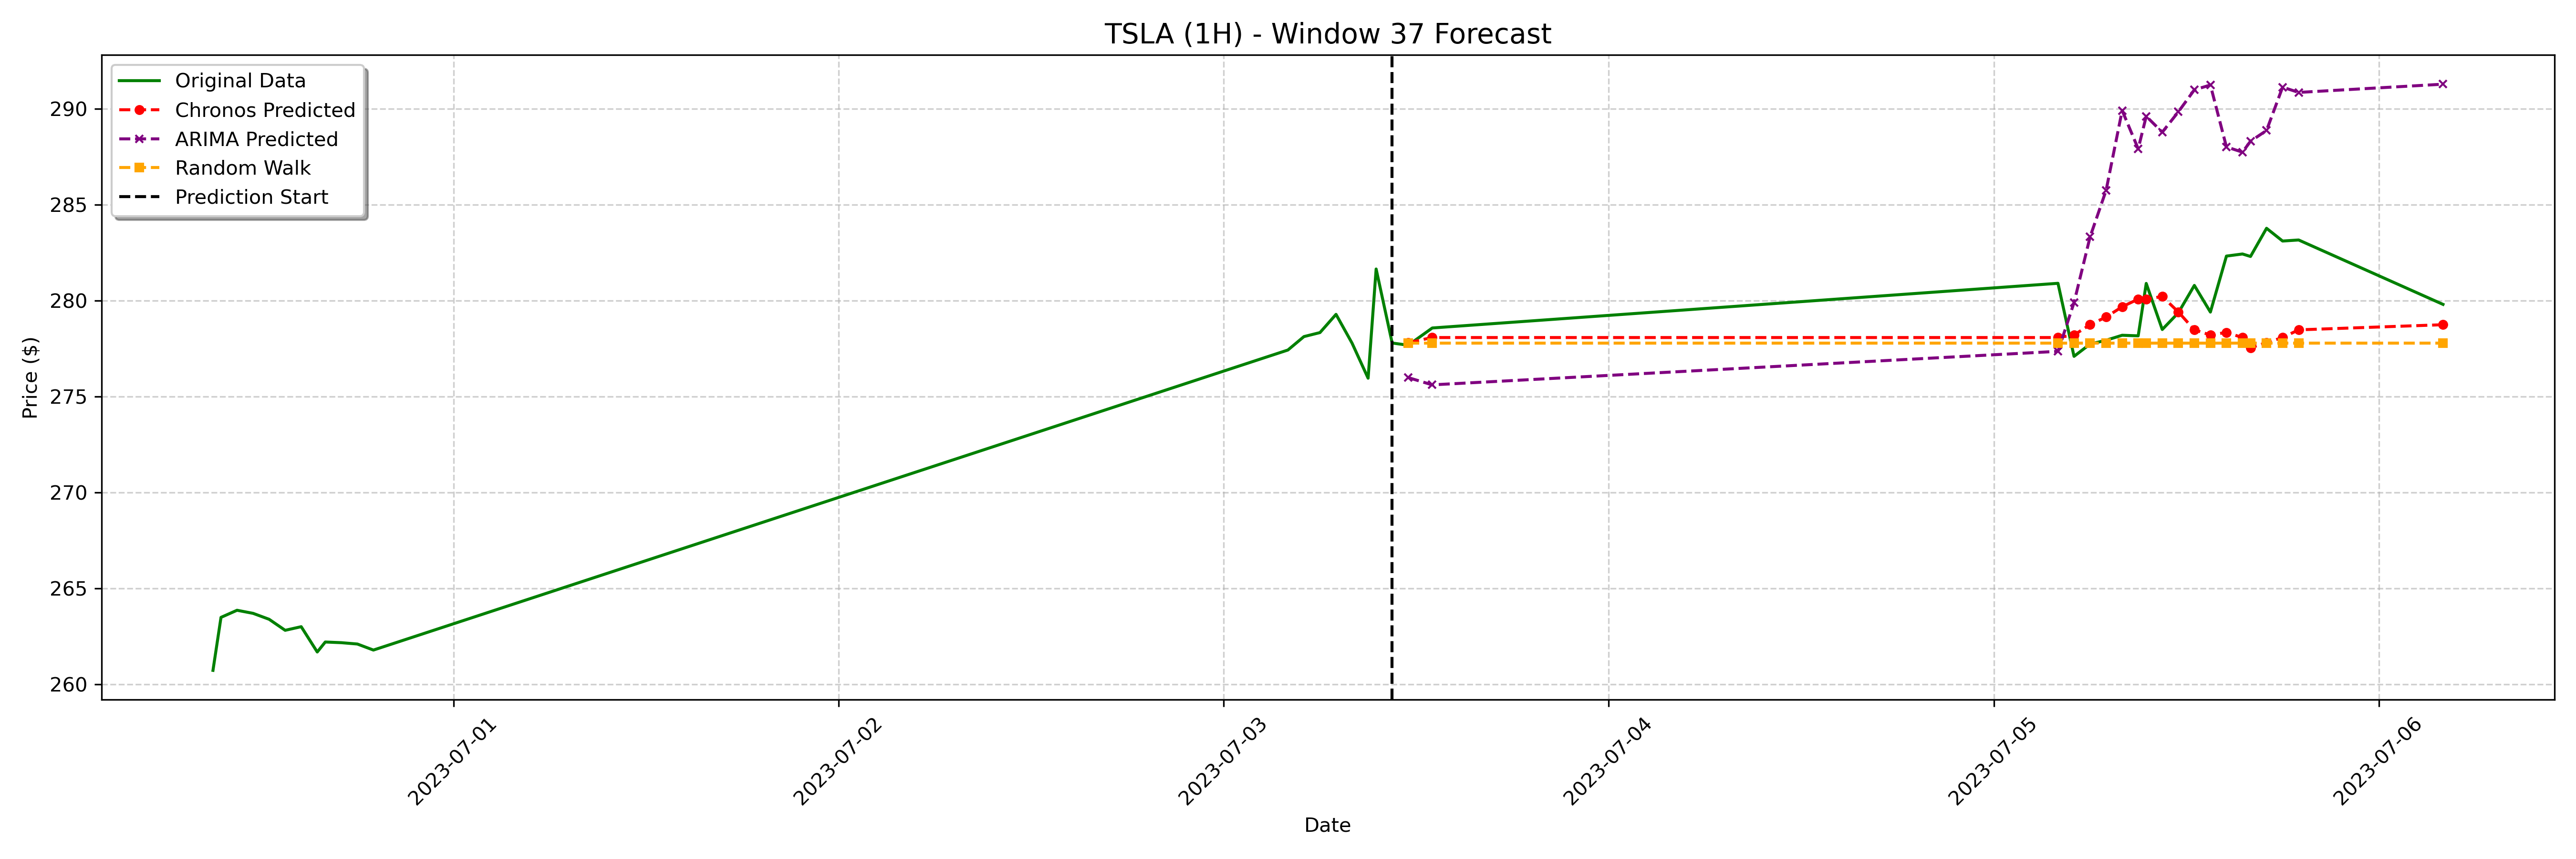 TSLA (1H) - Window 37 Forecast
Original Data
Chronos Predicted
ARIMA Predicted
Random Walk
Prediction Start
Price ($)
290
285
280
275
270
265
260
2023-07-01
2023-07-02
2023-07-03
2023-07-04
2023-07-05
2023-07-06
Date